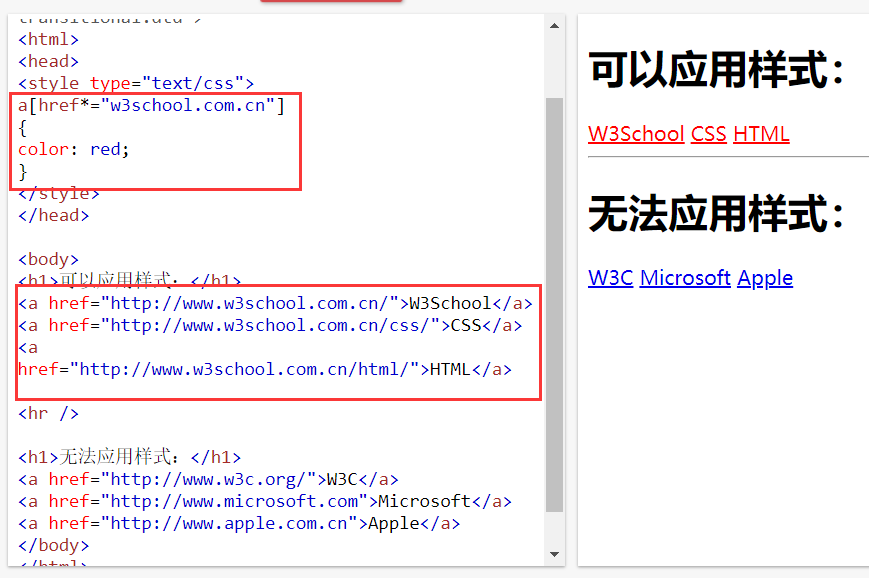 transitional.dtd">
<html>
<head>
<style type="text/css">
a[href*="w3school.com.cn"]
{
color: red;
}
</style>
</head>
<body>
<h1>可以应用样式：</h1>
<a href="http://www.w3school.com.cn/">W3School</a>
<a href="http://www.w3school.com.cn/css/">CSS</a>
<a
href="http://www.w3school.com.cn/html/">HTML</a>
<hr />
<h1>无法应用样式：</h1>
<a href="http://www.w3c.org/">W3C</a>
<a href="http://www.microsoft.com">Microsoft</a>
<a href="http://www.apple.com.cn">Apple</a>
</body>
</html>
可以应用样式：
W3School CSS HTML
无法应用样式：
W3C Microsoft Apple